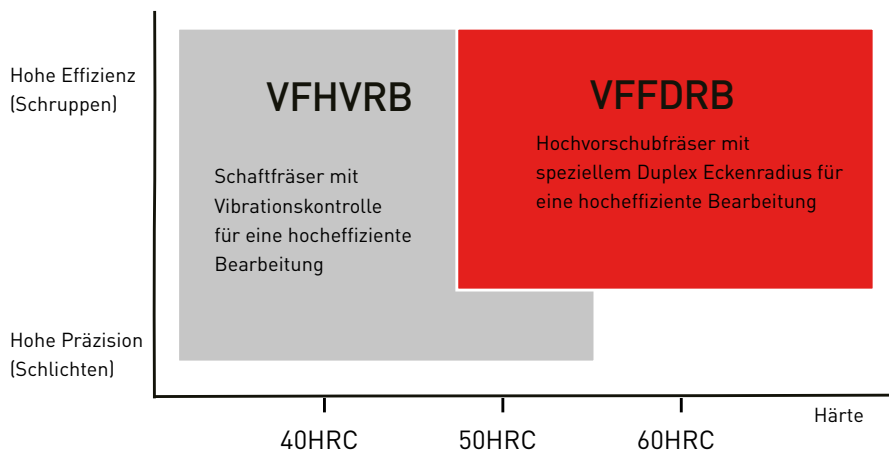 Hohe Effizienz
(Schruppen)
VFHVRB
Schaftfräser mit
Vibrationskontrolle
für eine hocheffiziente
Bearbeitung
VFFDRB
Hochvorschubfräser mit
speziellem Duplex Eckenradius für
eine hocheffiziente Bearbeitung
Hohe Präzision
(Schlichten)
Härte
40HRC
50HRC
60HRC